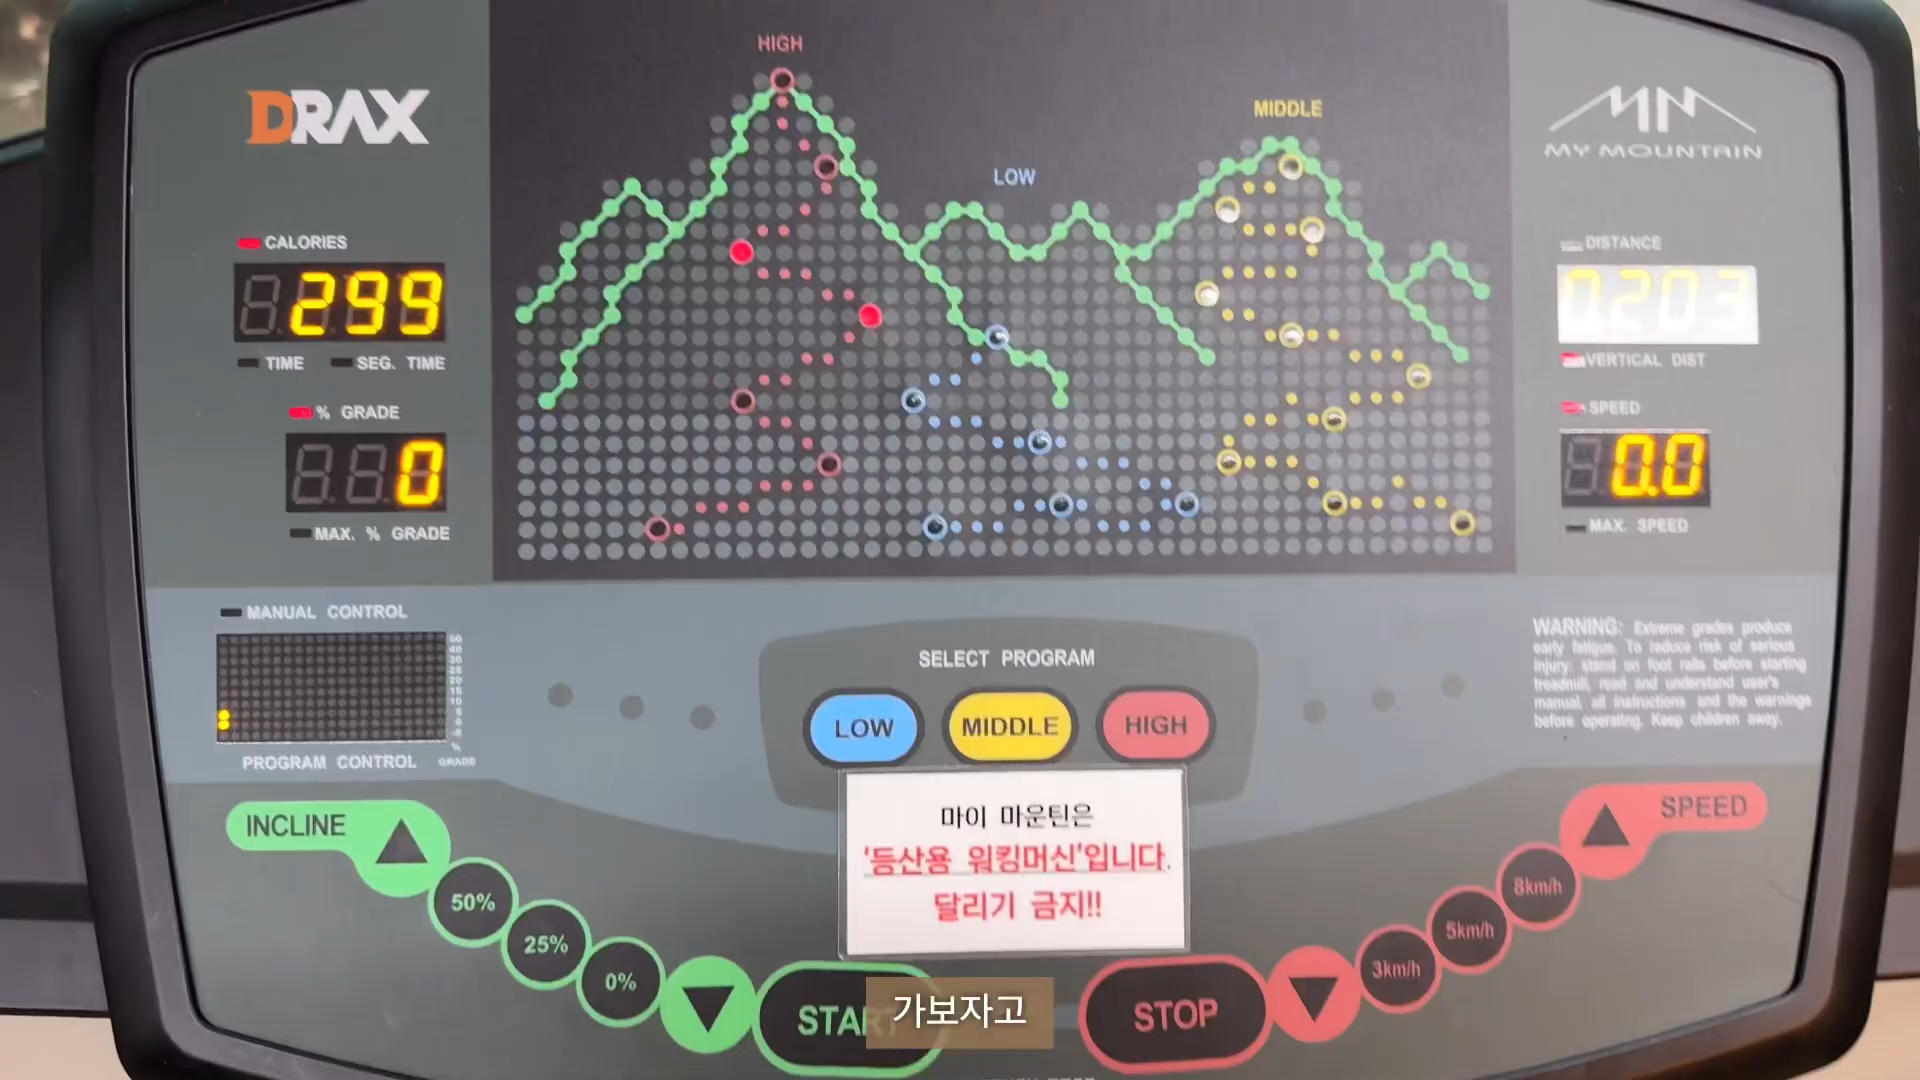 HIGH
MIDDLE
LOW
DRAX
MY MOUNTAIN
CALORIES
299
TIME SEG. TIME
% GRADE
0
MAX. % GRADE
DISTANCE
0.203
VERTICAL DIST
SPEED
0.0
MAX. SPEED
MANUAL CONTROL
PROGRAM CONTROL
% GRADE
SELECT PROGRAM
LOW MIDDLE HIGH
WARNING: Extreme grades produce
early fatigue. To reduce risk of serious
injury: stand on foot rails before starting
treadmill, read and understand user's
manual, all instructions and the warnings
before operating. Keep children away.
마이 마운틴은
'등산용 워킹머신'입니다.
달리기 금지!!
INCLINE
50%
25%
0%
START
SPEED
8km/h
5km/h
3km/h
STOP
가보자고